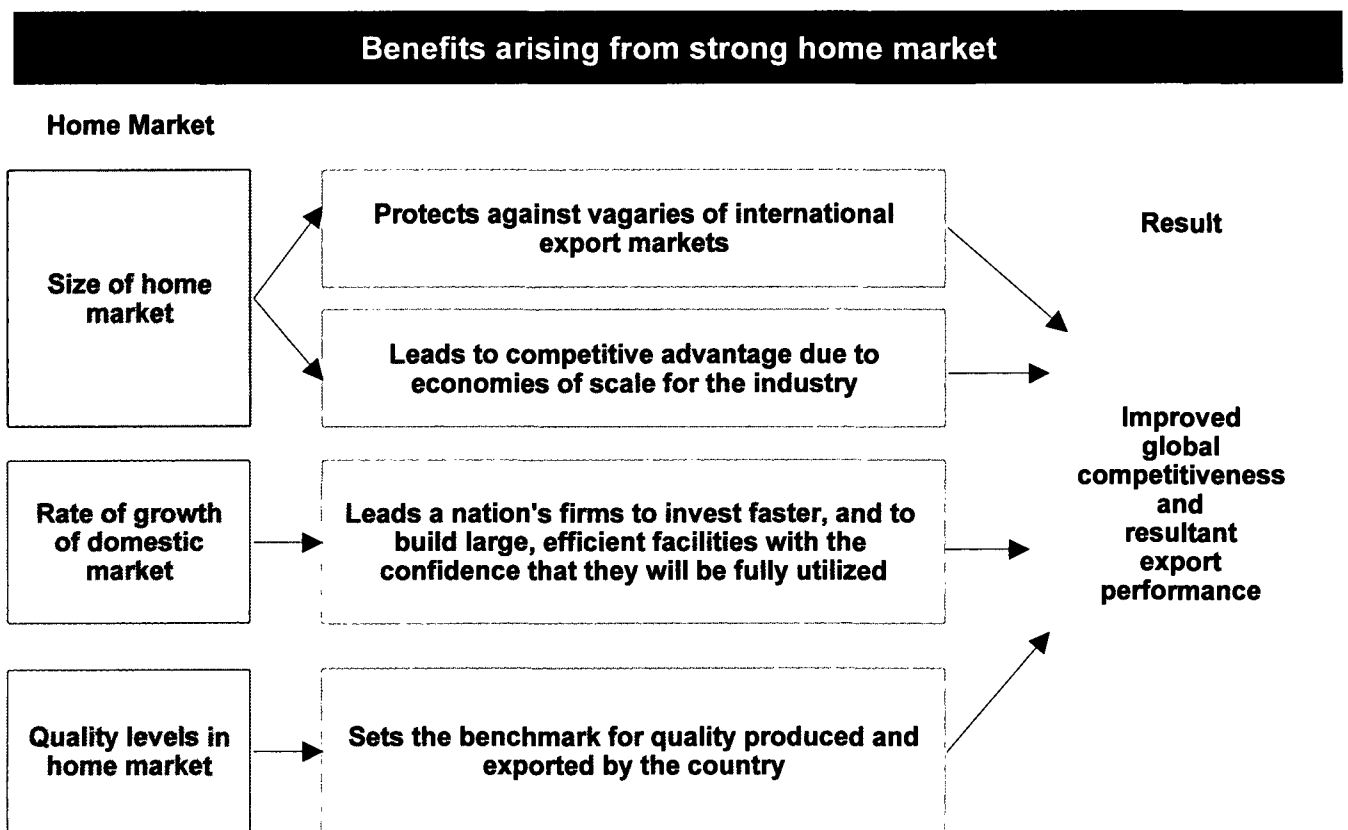 Benefits arising from strong home market
Home Market
Size of home
market
Protects against vagaries of international
export markets
Leads to competitive advantage due to
economies of scale for the industry
Rate of growth
of domestic
market
Leads a nation's firms to invest faster, and to
build large, efficient facilities with the
confidence that they will be fully utilized
Quality levels in
home market
Sets the benchmark for quality produced and
exported by the country
Result
Improved
global
competitiveness
and
resultant
export
performance